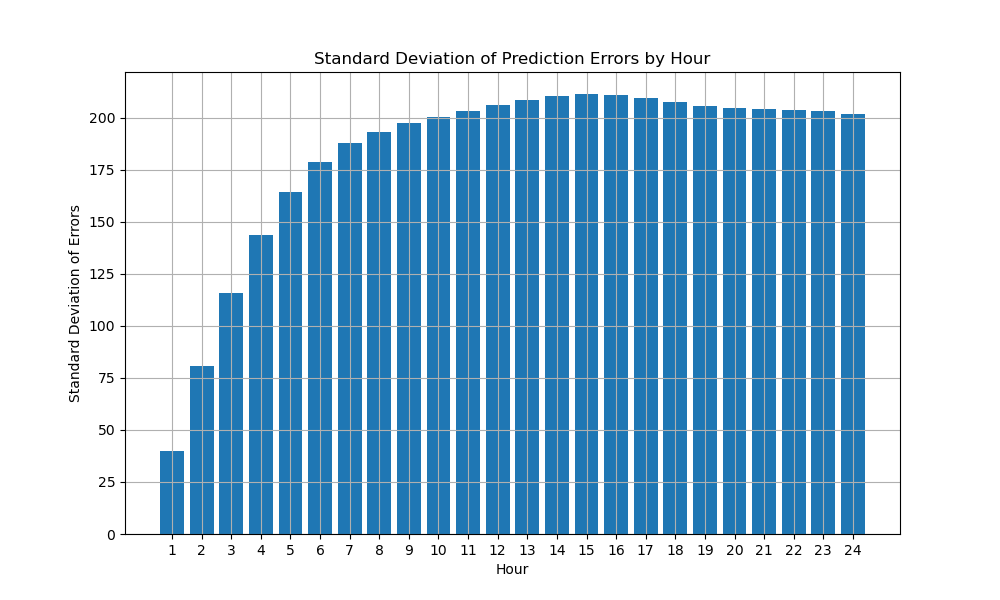 Standard Deviation of Prediction Errors by Hour
Standard Deviation of Errors
200
175
150
125
100
75
50
25
0
1 2 3 4 5 6 7 8 9 10 11 12 13 14 15 16 17 18 19 20 21 22 23 24
Hour